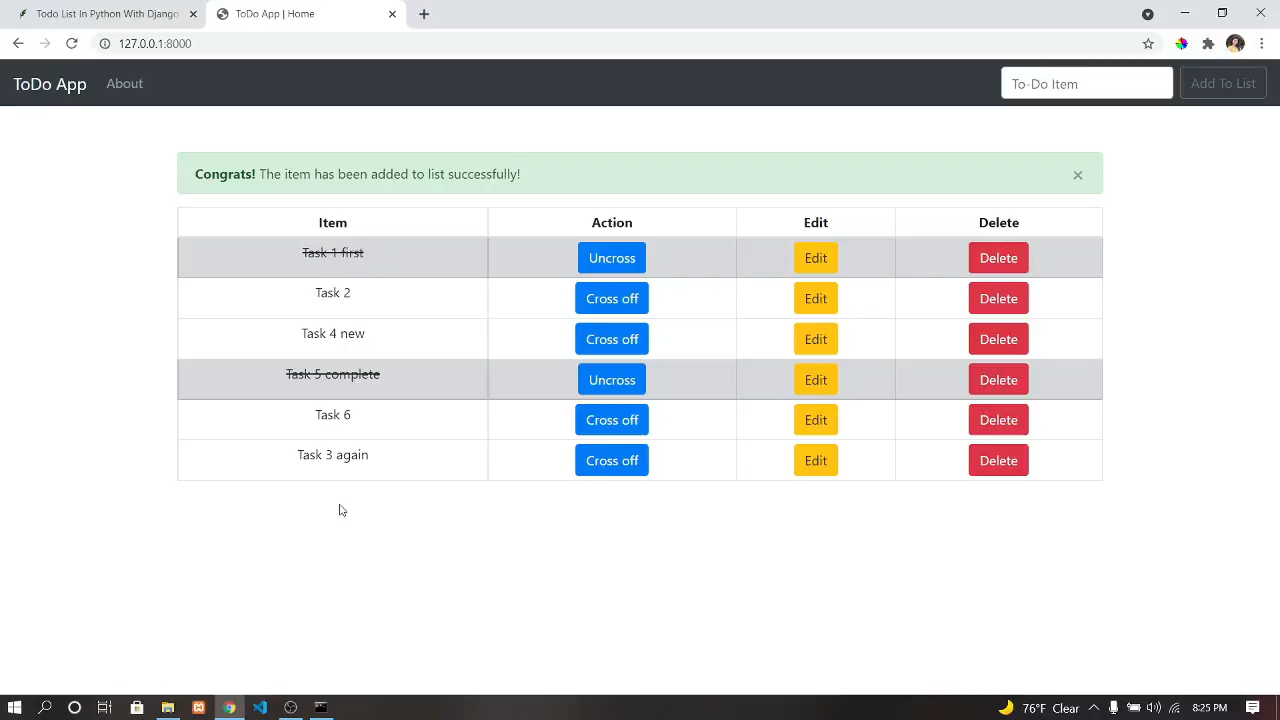 Todo List In Python With Django
ToDo App | Home
127.0.0.1:8000
ToDo App About To-Do Item Add To List
Congrats! The item has been added to list successfully! ×
Item Action Edit Delete
Task 1 first Uncross Edit Delete
Task 2 Cross off Edit Delete
Task 4 new Cross off Edit Delete
Task 5 complete Uncross Edit Delete
Task 6 Cross off Edit Delete
Task 3 again Cross off Edit Delete
76°F Clear 8:25 PM